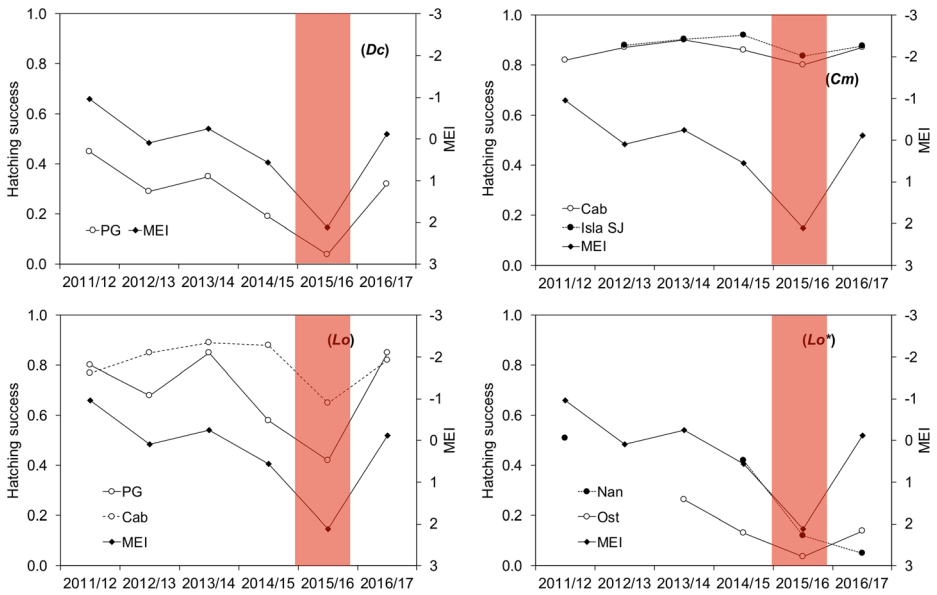 Hatching success
1.0
0.8
0.6
0.4
0.2
0.0
(Dc)
PG
MEI
-3
-2
-1
0
1
2
3
MEI
2011/12 2012/13 2013/14 2014/15 2015/16 2016/17
Hatching success
1.0
0.8
0.6
0.4
0.2
0.0
(Cm)
Cab
Isla SJ
MEI
-3
-2
-1
0
1
2
3
MEI
2011/12 2012/13 2013/14 2014/15 2015/16 2016/17
Hatching success
1.0
0.8
0.6
0.4
0.2
0.0
(Lo)
PG
Cab
MEI
-3
-2
-1
0
1
2
3
MEI
2011/12 2012/13 2013/14 2014/15 2015/16 2016/17
Hatching success
1.0
0.8
0.6
0.4
0.2
0.0
(Lo*)
Nan
Ost
MEI
-3
-2
-1
0
1
2
3
MEI
2011/12 2012/13 2013/14 2014/15 2015/16 2016/17